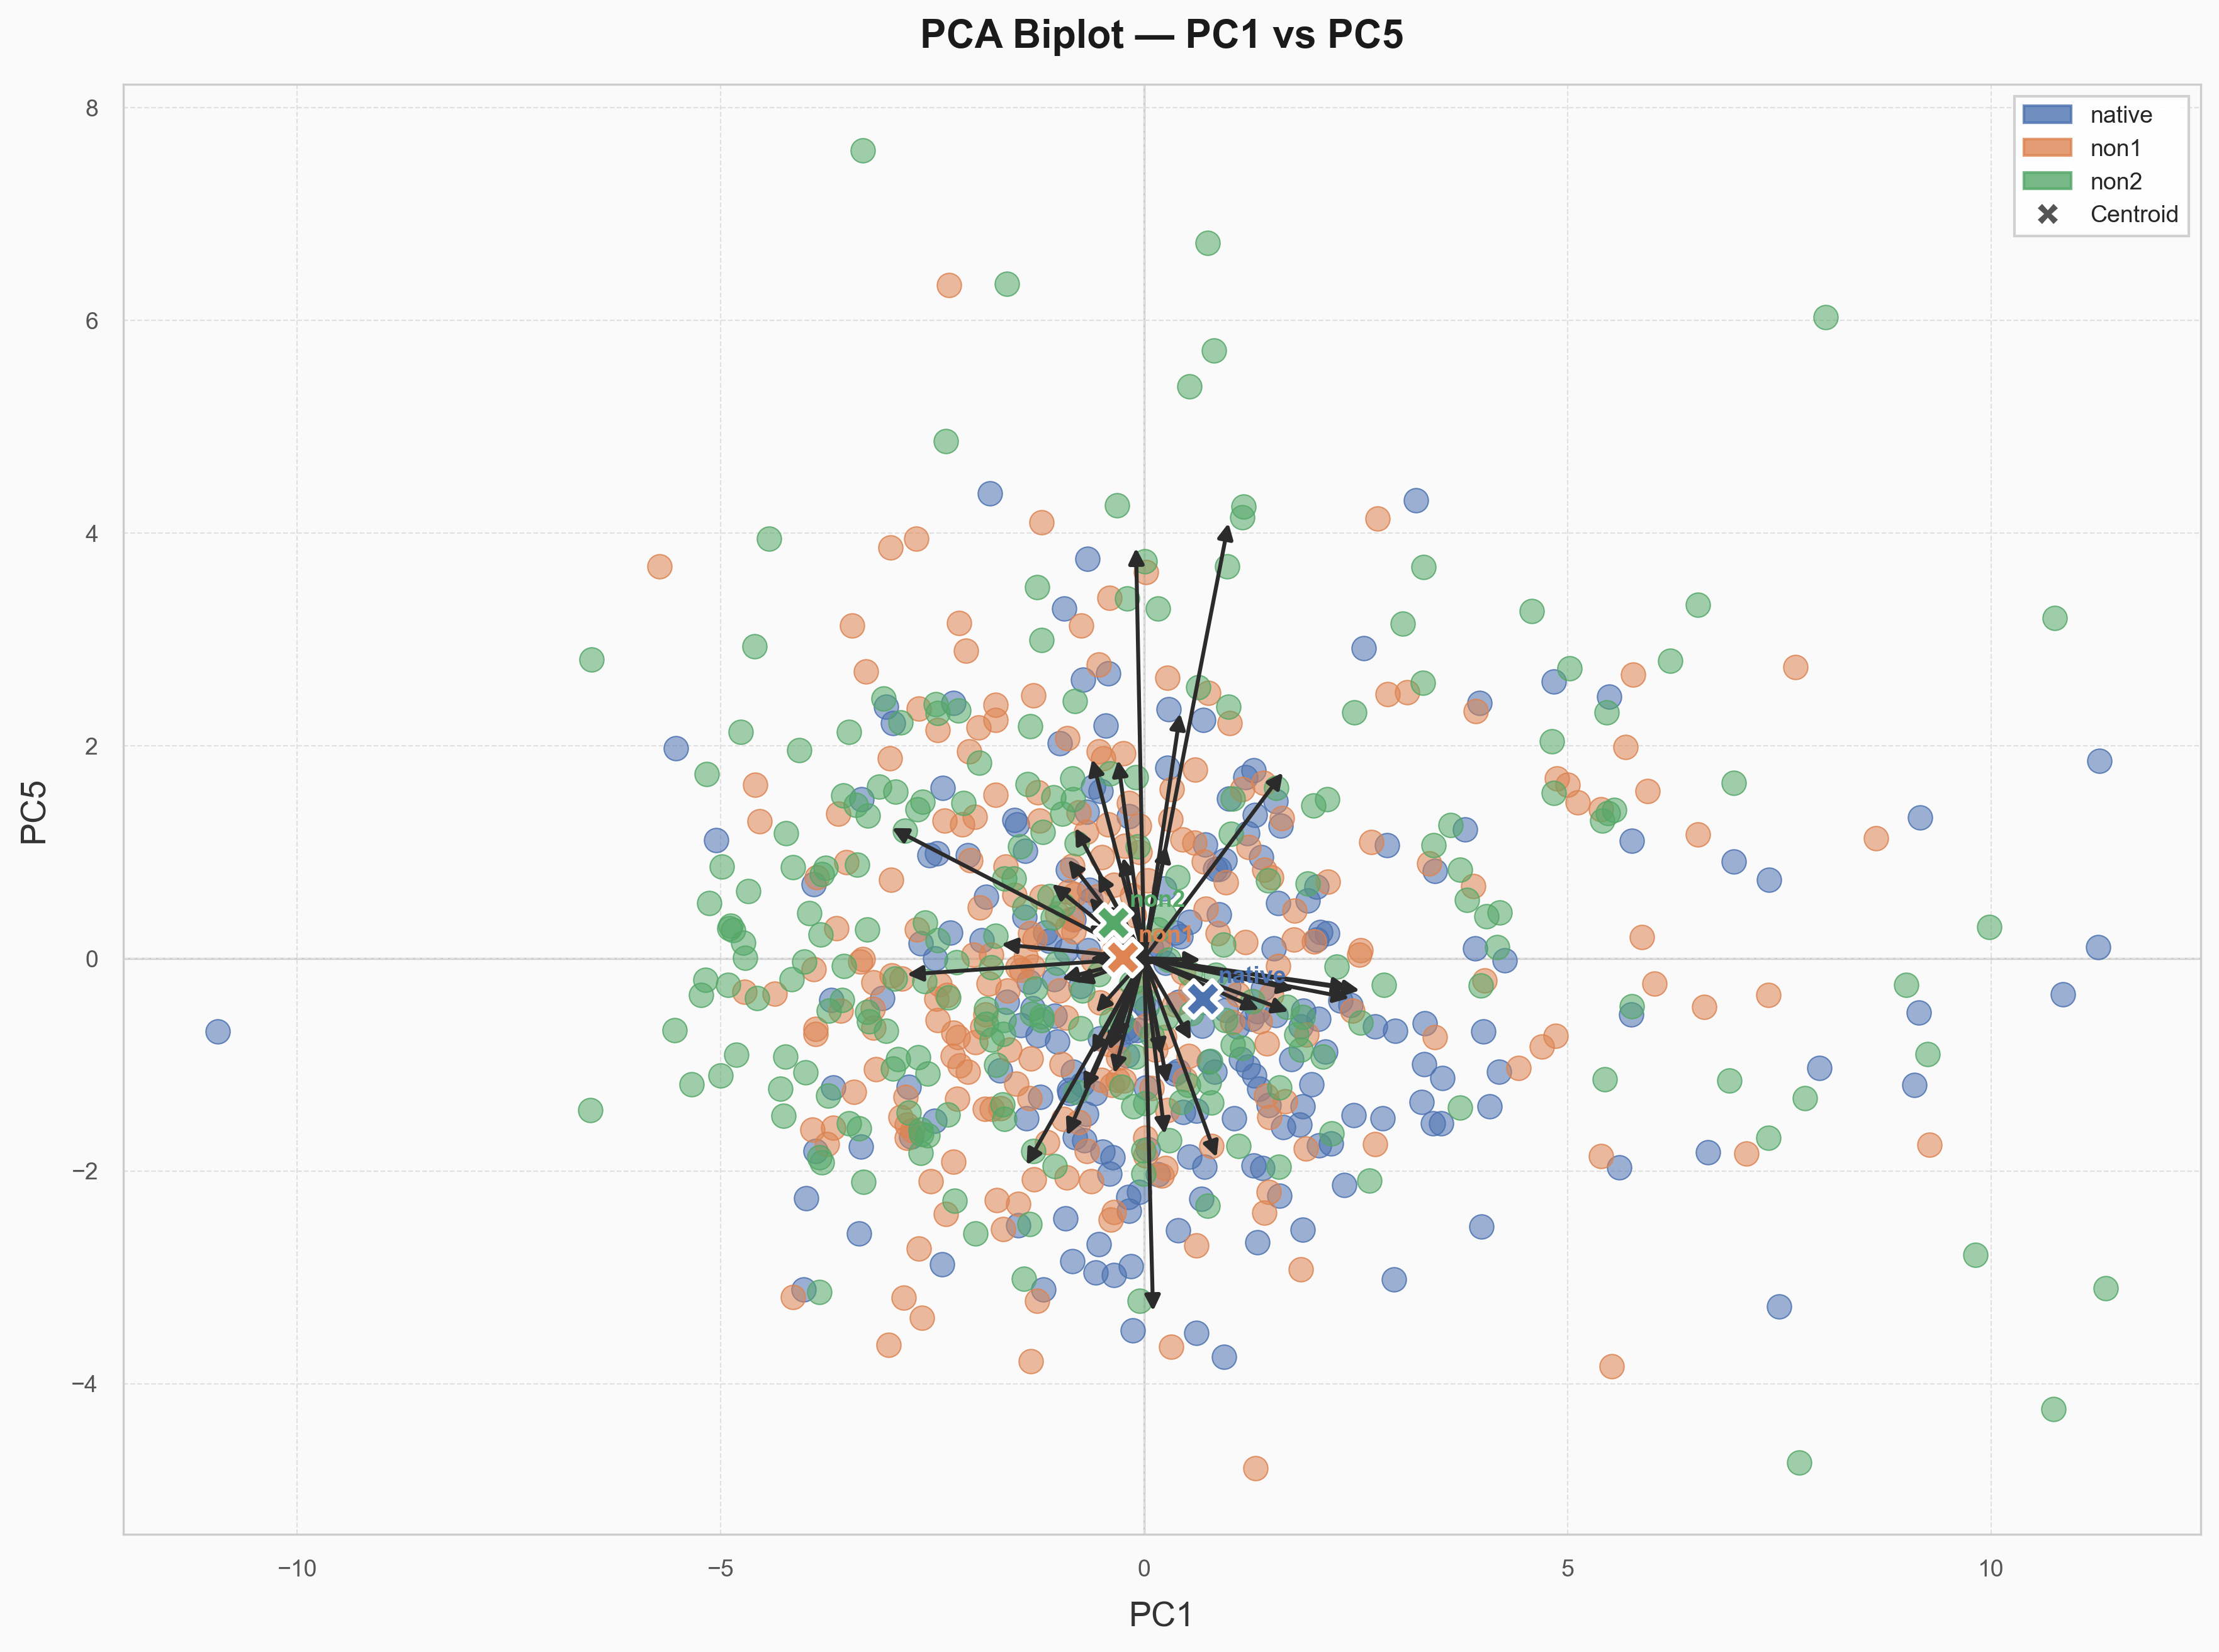 PCA Biplot — PC1 vs PC5
native
non1
non2
Centroid
8
6
4
2
0
−2
−4
PC5
non2
non1
native
−10
−5
0
5
10
PC1